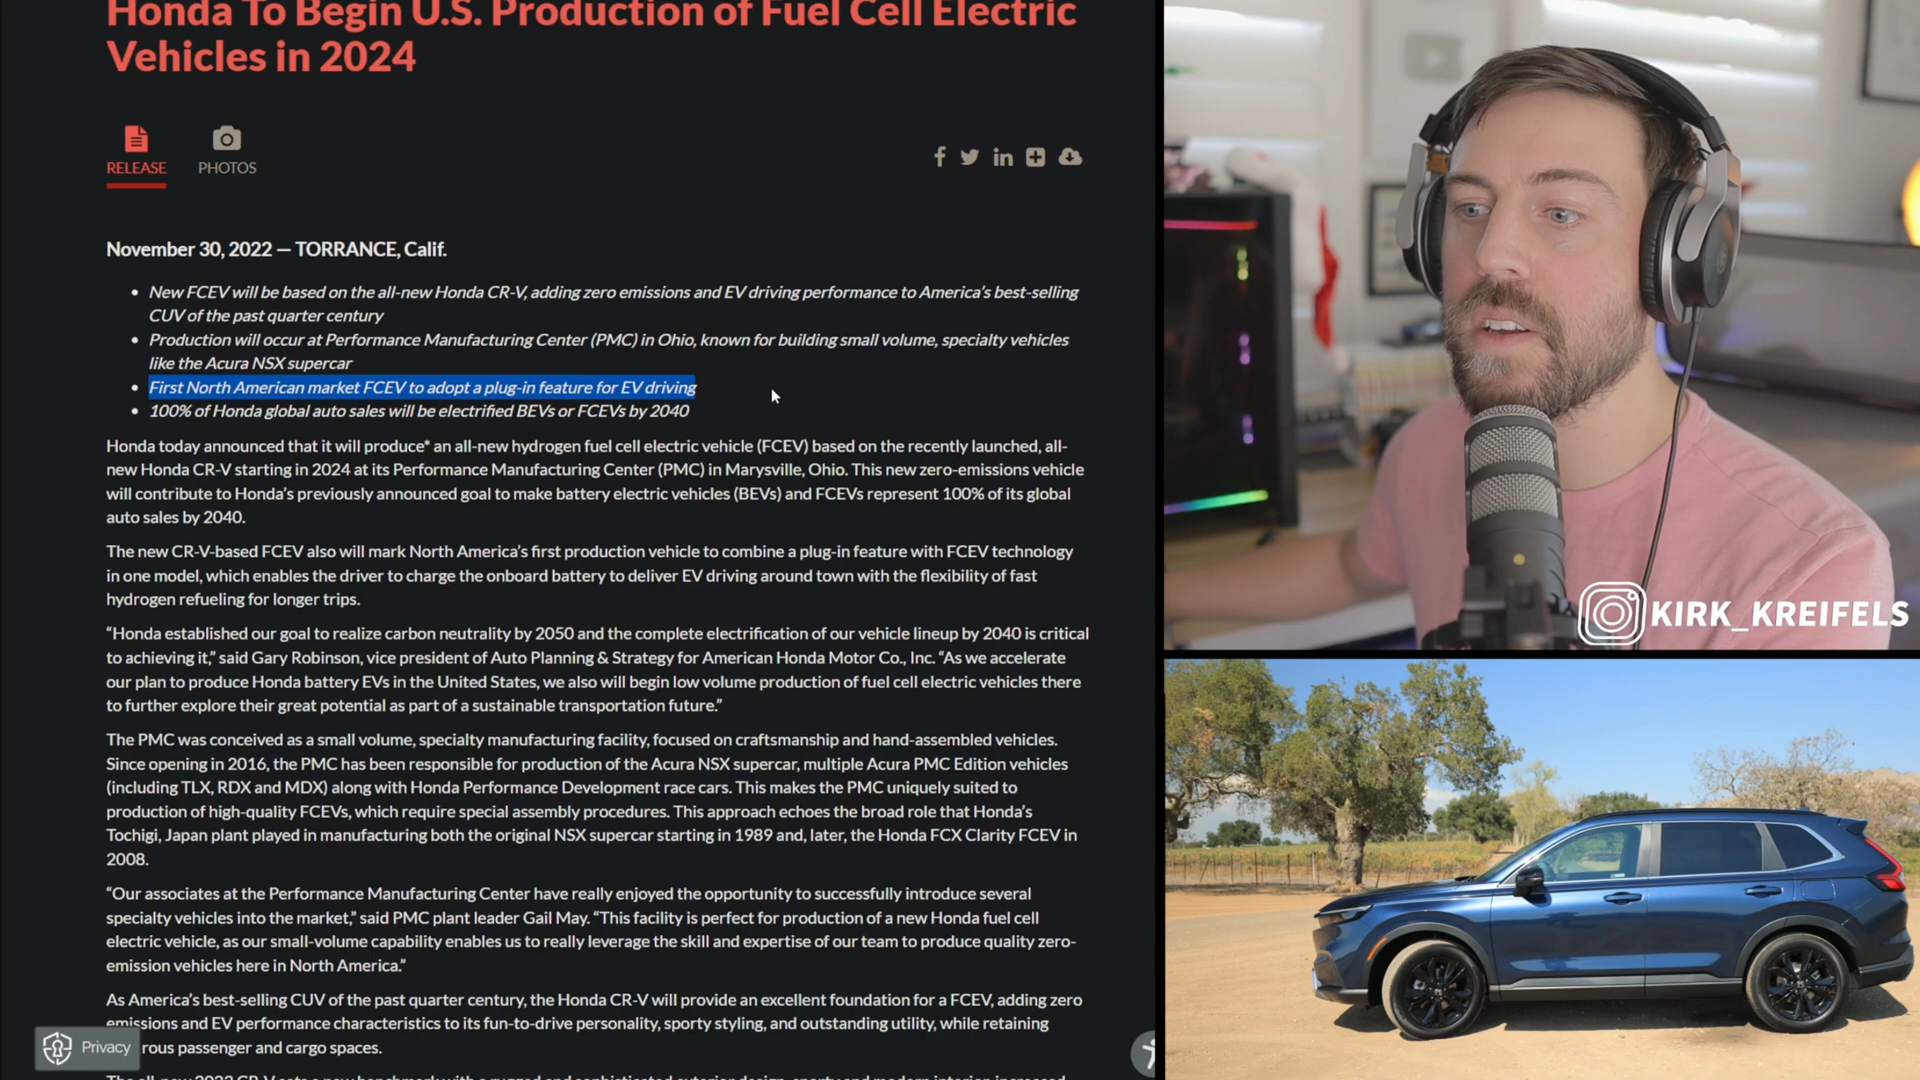 Honda To Begin U.S. Production of Fuel Cell Electric
Vehicles in 2024
RELEASE
PHOTOS
November 30, 2022 — TORRANCE, Calif.
• New FCEV will be based on the all-new Honda CR-V, adding zero emissions and EV driving performance to America's best-selling
CUV of the past quarter century
• Production will occur at Performance Manufacturing Center (PMC) in Ohio, known for building small volume, specialty vehicles
like the Acura NSX supercar
• First North American market FCEV to adopt a plug-in feature for EV driving
• 100% of Honda global auto sales will be electrified BEVs or FCEVs by 2040
Honda today announced that it will produce* an all-new hydrogen fuel cell electric vehicle (FCEV) based on the recently launched, all-
new Honda CR-V starting in 2024 at its Performance Manufacturing Center (PMC) in Marysville, Ohio. This new zero-emissions vehicle
will contribute to Honda's previously announced goal to make battery electric vehicles (BEVs) and FCEVs represent 100% of its global
auto sales by 2040.
The new CR-V-based FCEV also will mark North America's first production vehicle to combine a plug-in feature with FCEV technology
in one model, which enables the driver to charge the onboard battery to deliver EV driving around town with the flexibility of fast
hydrogen refueling for longer trips.
“Honda established our goal to realize carbon neutrality by 2050 and the complete electrification of our vehicle lineup by 2040 is critical
to achieving it,” said Gary Robinson, vice president of Auto Planning & Strategy for American Honda Motor Co., Inc. “As we accelerate
our plan to produce Honda battery EVs in the United States, we also will begin low volume production of fuel cell electric vehicles there
to further explore their great potential as part of a sustainable transportation future.”
The PMC was conceived as a small volume, specialty manufacturing facility, focused on craftsmanship and hand-assembled vehicles.
Since opening in 2016, the PMC has been responsible for production of the Acura NSX supercar, multiple Acura PMC Edition vehicles
(including TLX, RDX and MDX) along with Honda Performance Development race cars. This makes the PMC uniquely suited to
production of high-quality FCEVs, which require special assembly procedures. This approach echoes the broad role that Honda's
Tochigi, Japan plant played in manufacturing both the original NSX supercar starting in 1989 and, later, the Honda FCX Clarity FCEV in
2008.
“Our associates at the Performance Manufacturing Center have really enjoyed the opportunity to successfully introduce several
specialty vehicles into the market,” said PMC plant leader Gail May. “This facility is perfect for production of a new Honda fuel cell
electric vehicle, as our small-volume capability enables us to really leverage the skill and expertise of our team to produce quality zero-
emission vehicles here in North America.”
As America's best-selling CUV of the past quarter century, the Honda CR-V will provide an excellent foundation for a FCEV, adding zero
emissions and EV performance characteristics to its fun-to-drive personality, sporty styling, and outstanding utility, while retaining
rous passenger and cargo spaces.
Privacy
KIRK_KREIFELS